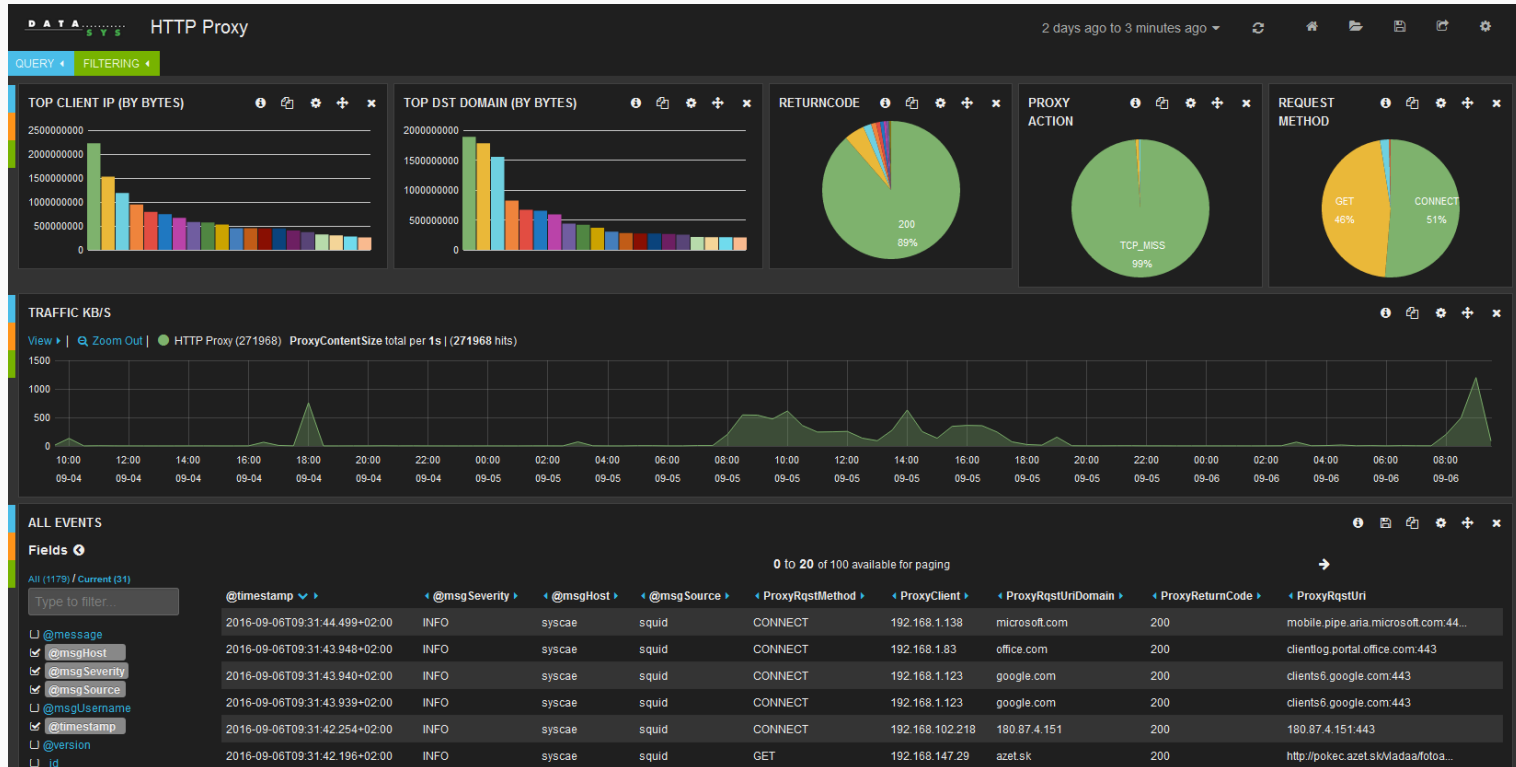 DATA
SYS
HTTP Proxy
2 days ago to 3 minutes ago
QUERY
FILTERING
TOP CLIENT IP (BY BYTES)
2500000000
2000000000
1500000000
1000000000
500000000
0
TOP DST DOMAIN (BY BYTES)
2000000000
1500000000
1000000000
500000000
0
RETURNCODE
200
89%
PROXY
ACTION
TCP_MISS
99%
REQUEST
METHOD
GET
46%
CONNECT
51%
TRAFFIC KB/S
View | Zoom Out | HTTP Proxy (271968) ProxyContentSize total per 1s | (271968 hits)
1500
1000
500
0
10:00 12:00 14:00 16:00 18:00 20:00 22:00 00:00 02:00 04:00 06:00 08:00 10:00 12:00 14:00 16:00 18:00 20:00 22:00 00:00 02:00 04:00 06:00 08:00
09-04 09-04 09-04 09-04 09-04 09-04 09-04 09-05 09-05 09-05 09-05 09-05 09-05 09-05 09-05 09-05 09-05 09-05 09-05 09-06 09-06 09-06 09-06 09-06
ALL EVENTS
Fields
All (1179) / Current (31)
Type to filter...
@message
@msgHost
@msgSeverity
@msgSource
@msgUsername
@timestamp
@version
_id
0 to 20 of 100 available for paging
@timestamp @msgSeverity @msgHost @msgSource ProxyRqstMethod ProxyClient ProxyRqstUriDomain ProxyReturnCode ProxyRqstUri
2016-09-06T09:31:44.499+02:00 INFO syscae squid CONNECT 192.168.1.138 microsoft.com 200 mobile.pipe.aria.microsoft.com:44...
2016-09-06T09:31:43.948+02:00 INFO syscae squid CONNECT 192.168.1.83 office.com 200 clientlog.portal.office.com:443
2016-09-06T09:31:43.940+02:00 INFO syscae squid CONNECT 192.168.1.123 google.com 200 clients6.google.com:443
2016-09-06T09:31:43.939+02:00 INFO syscae squid CONNECT 192.168.1.123 google.com 200 clients6.google.com:443
2016-09-06T09:31:42.254+02:00 INFO syscae squid CONNECT 192.168.102.218 180.87.4.151 200 180.87.4.151:443
2016-09-06T09:31:42.196+02:00 INFO syscae squid GET 192.168.147.29 azet.sk 200 http://pokec.azet.sk/vladaa/fotoa...